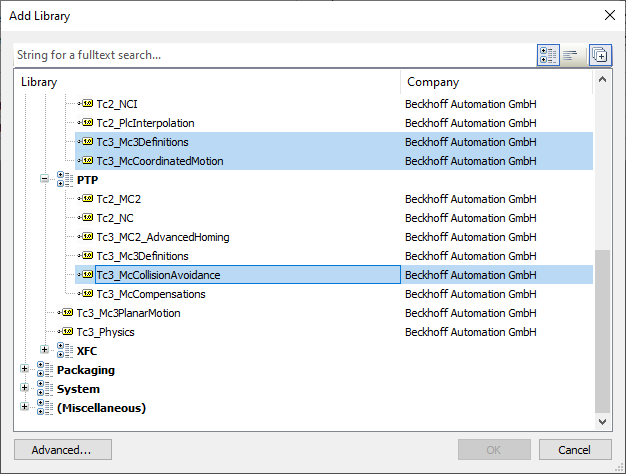 Add Library
String for a fulltext search...
Library Company
Tc2_NCI Beckhoff Automation GmbH
Tc2_PlcInterpolation Beckhoff Automation GmbH
Tc3_Mc3Definitions Beckhoff Automation GmbH
Tc3_McCoordinatedMotion Beckhoff Automation GmbH
PTP
Tc2_MC2 Beckhoff Automation GmbH
Tc2_NC Beckhoff Automation GmbH
Tc3_MC2_AdvancedHoming Beckhoff Automation GmbH
Tc3_Mc3Definitions Beckhoff Automation GmbH
Tc3_McCollisionAvoidance Beckhoff Automation GmbH
Tc3_McCompensations Beckhoff Automation GmbH
Tc3_Mc3PlanarMotion Beckhoff Automation GmbH
Tc3_Physics Beckhoff Automation GmbH
XFC
Packaging
System
(Miscellaneous)
Advanced... OK Cancel